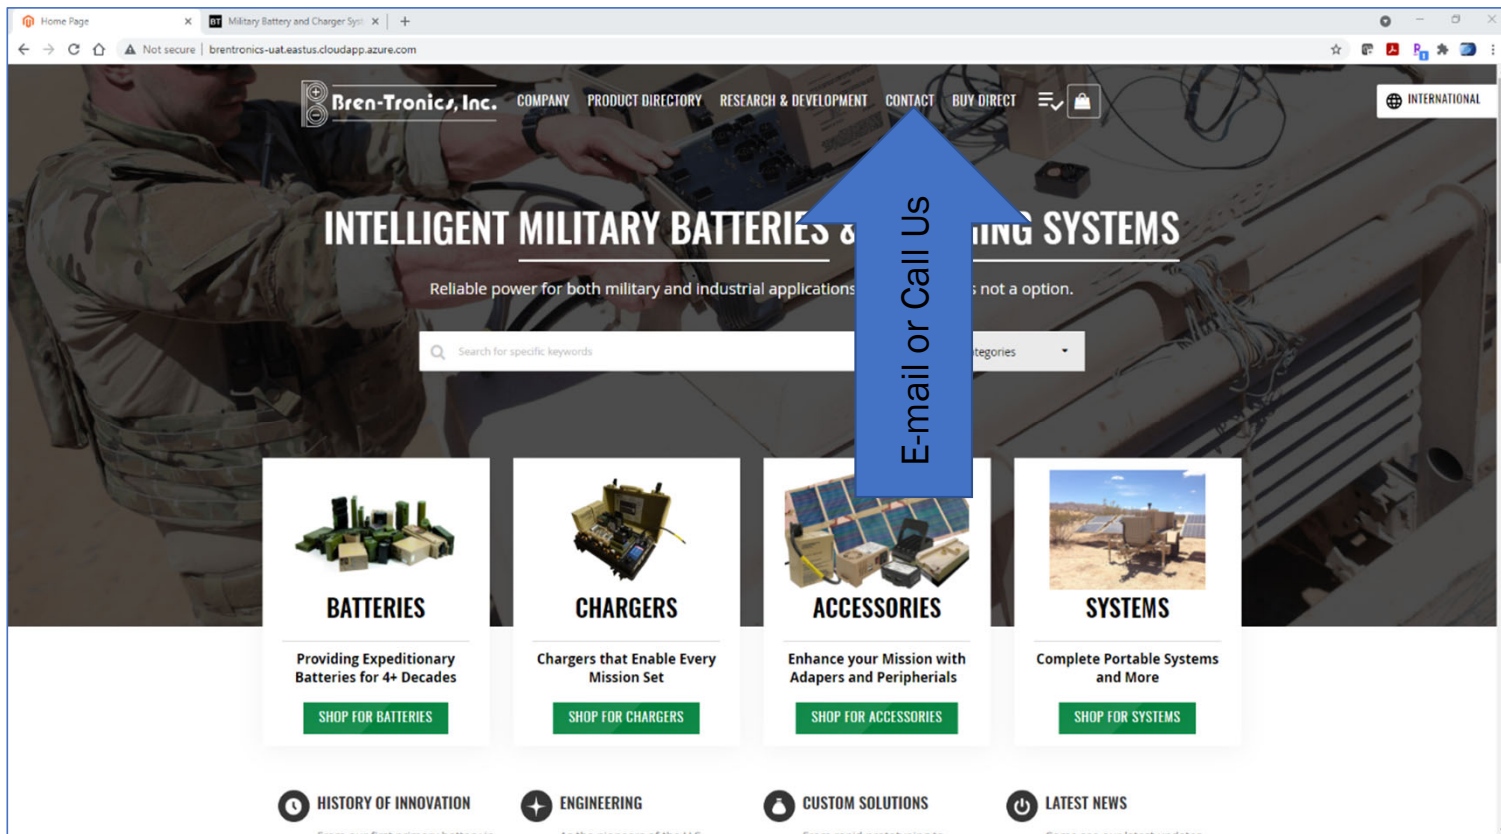 Home Page
Military Battery and Charger Syst
Not secure
brentronics-uat.eastus.cloudapp.azure.com
Bren-Tronics, Inc.
COMPANY
PRODUCT DIRECTORY
RESEARCH & DEVELOPMENT
CONTACT
BUY DIRECT
INTERNATIONAL
E-mail or Call Us
INTELLIGENT MILITARY BATTERIES & ING SYSTEMS
Reliable power for both military and industrial applications s not a option.
Search for specific keywords
tegories
BATTERIES
Providing Expeditionary
Batteries for 4+ Decades
SHOP FOR BATTERIES
CHARGERS
Chargers that Enable Every
Mission Set
SHOP FOR CHARGERS
ACCESSORIES
Enhance your Mission with
Adapers and Peripherials
SHOP FOR ACCESSORIES
SYSTEMS
Complete Portable Systems
and More
SHOP FOR SYSTEMS
HISTORY OF INNOVATION
ENGINEERING
CUSTOM SOLUTIONS
LATEST NEWS